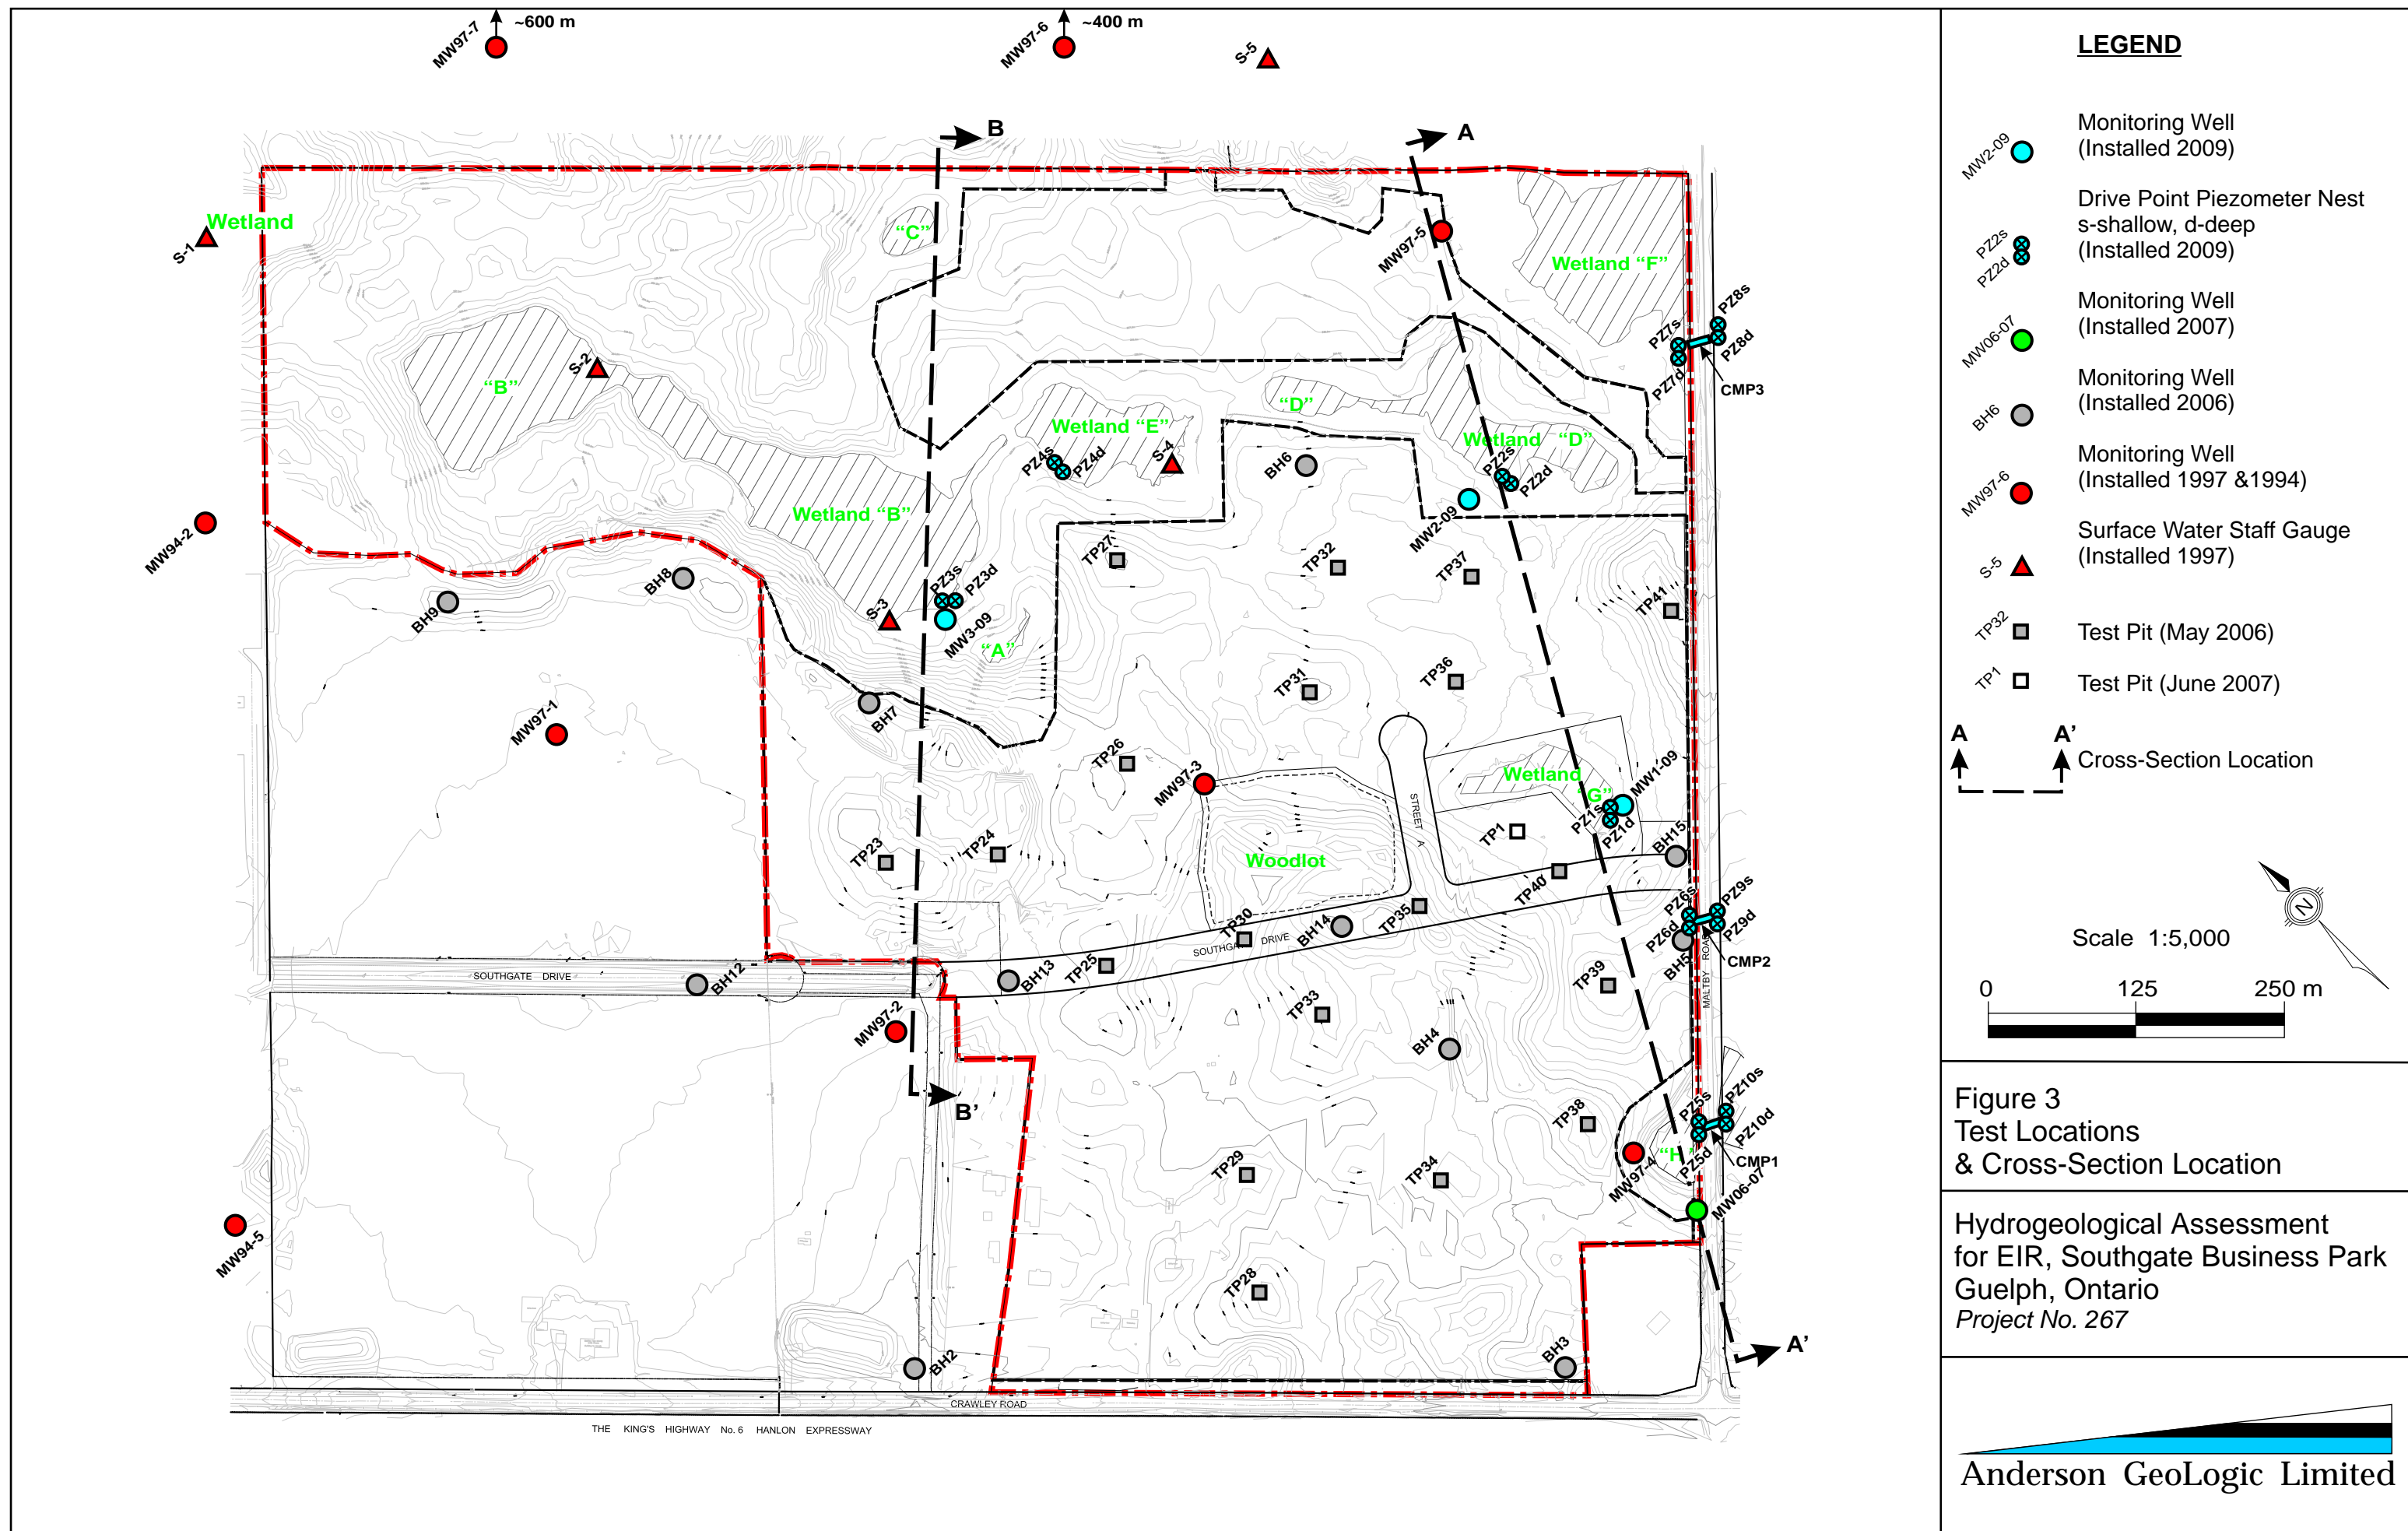 MW97-7
~600 m
MW97-6
~400 m
S-5
B
A
Wetland
S-1
"C"
MW97-5
Wetland "F"
PZ8s
PZ7s
PZ8d
PZ7d
CMP3
S-2
"B"
"D"
Wetland "E"
Wetland "D"
PZ4s
PZ4d
S-4
BH6
PZ2s
PZ2d
MW94-2
Wetland "B"
MW2-09
TP27
TP32
TP37
BH8
BH9
PZ3s
PZ3d
TP41
S-3
MW3-09
"A"
TP31
TP36
BH7
MW97-1
TP26
MW97-3
Wetland
"G"
MW1-09
STREET A
PZ1s
PZ1d
TP1
BH15
TP23
TP24
Woodlot
TP40
PZ6s
PZ9s
TP35
TP30
BH14
PZ6d
PZ9d
SOUTHGATE DRIVE
SOUTHGATE DRIVE
BH12
BH13
TP25
BH5
CMP2
MALTBY ROAD
TP39
MW97-2
TP33
BH4
B'
PZ5s
PZ10s
TP38
PZ10d
"H"
PZ5d
CMP1
MW97-4
TP29
TP34
MW06-07
MW94-5
TP28
BH2
BH3
A'
CRAWLEY ROAD
THE KING'S HIGHWAY No. 6 HANLON EXPRESSWAY
LEGEND
MW2-09
Monitoring Well
(Installed 2009)
PZ2s
PZ2d
Drive Point Piezometer Nest
s-shallow, d-deep
(Installed 2009)
MW06-07
Monitoring Well
(Installed 2007)
BH6
Monitoring Well
(Installed 2006)
MW97-6
Monitoring Well
(Installed 1997 &1994)
S-5
Surface Water Staff Gauge
(Installed 1997)
TP32
Test Pit (May 2006)
TP1
Test Pit (June 2007)
A A'
Cross-Section Location
N
Scale 1:5,000
0 125 250 m
Figure 3
Test Locations
& Cross-Section Location
Hydrogeological Assessment
for EIR, Southgate Business Park
Guelph, Ontario
Project No. 267
Anderson GeoLogic Limited